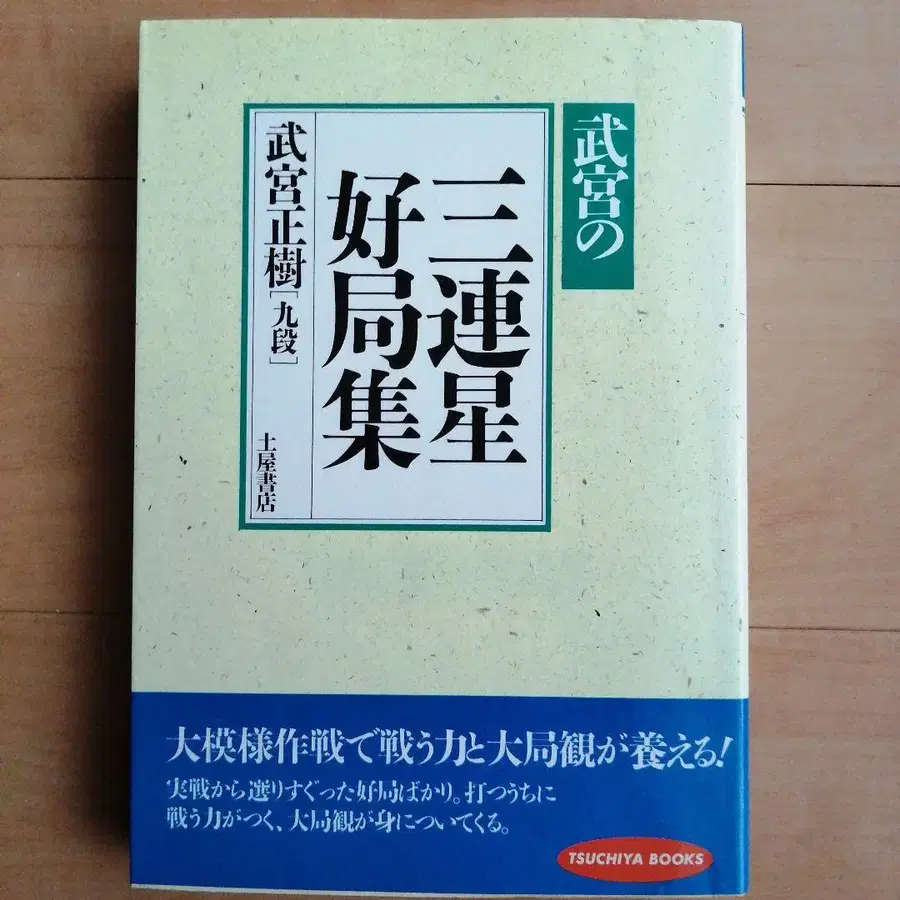 武宮の
三連星
好局集
武宮正樹[九段]
土屋書店
大模様作戦で戦う力と大局観が養える!
実戦から選りすぐった好局ばかり。打つうちに
戦う力がつく、大局観が身についてくる。
TSUCHIYA BOOKS